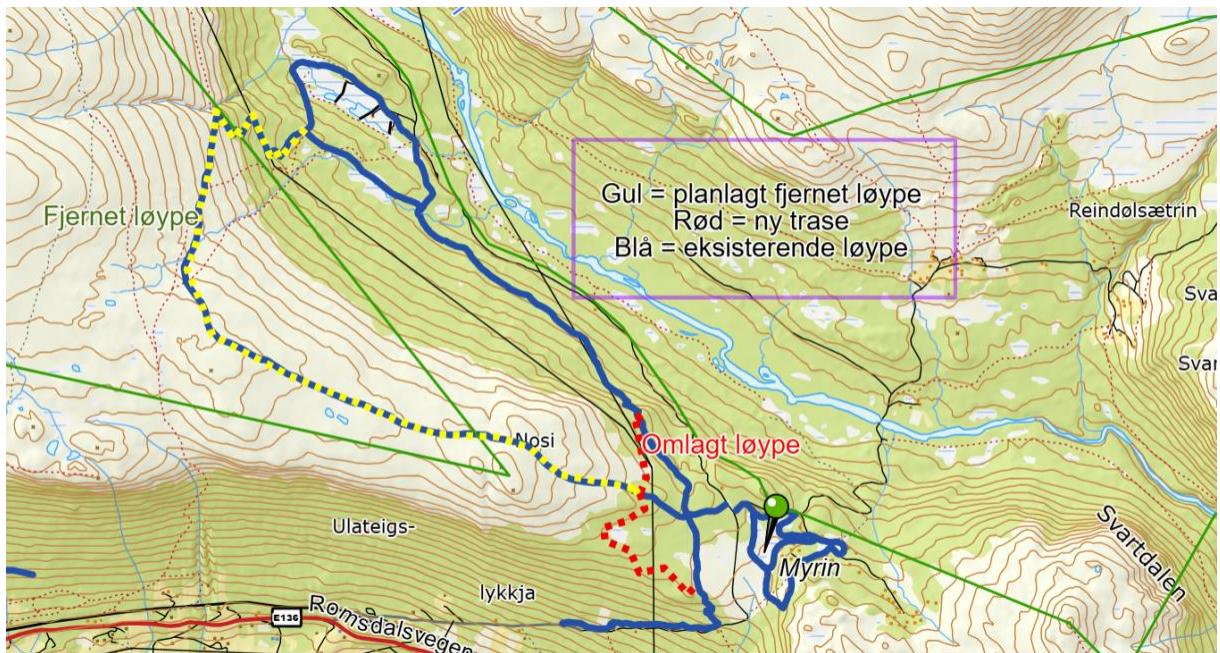 Gul = planlagt fjernet løype
Rød = ny trase
Blå = eksisterende løype
Reindølsætrin
Fjernet løype
Sva
Svar
Nosi
Omlagt løype
Ulateigs-
lykkja
Myrin
Svartdalen
E136
Romsdalsvegen